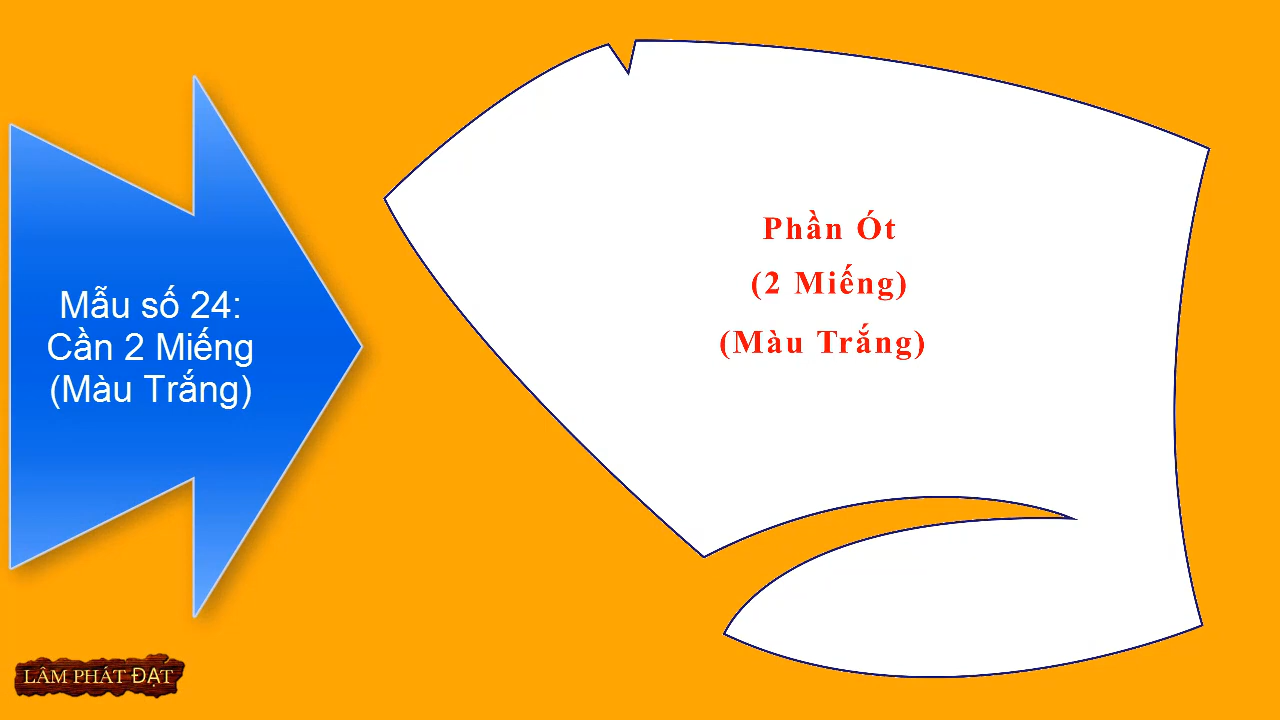 Mẫu số 24:
Cần 2 Miếng
(Màu Trắng)
Phần Ót
(2 Miếng)
(Màu Trắng)
LÂM PHÁT ĐẠT